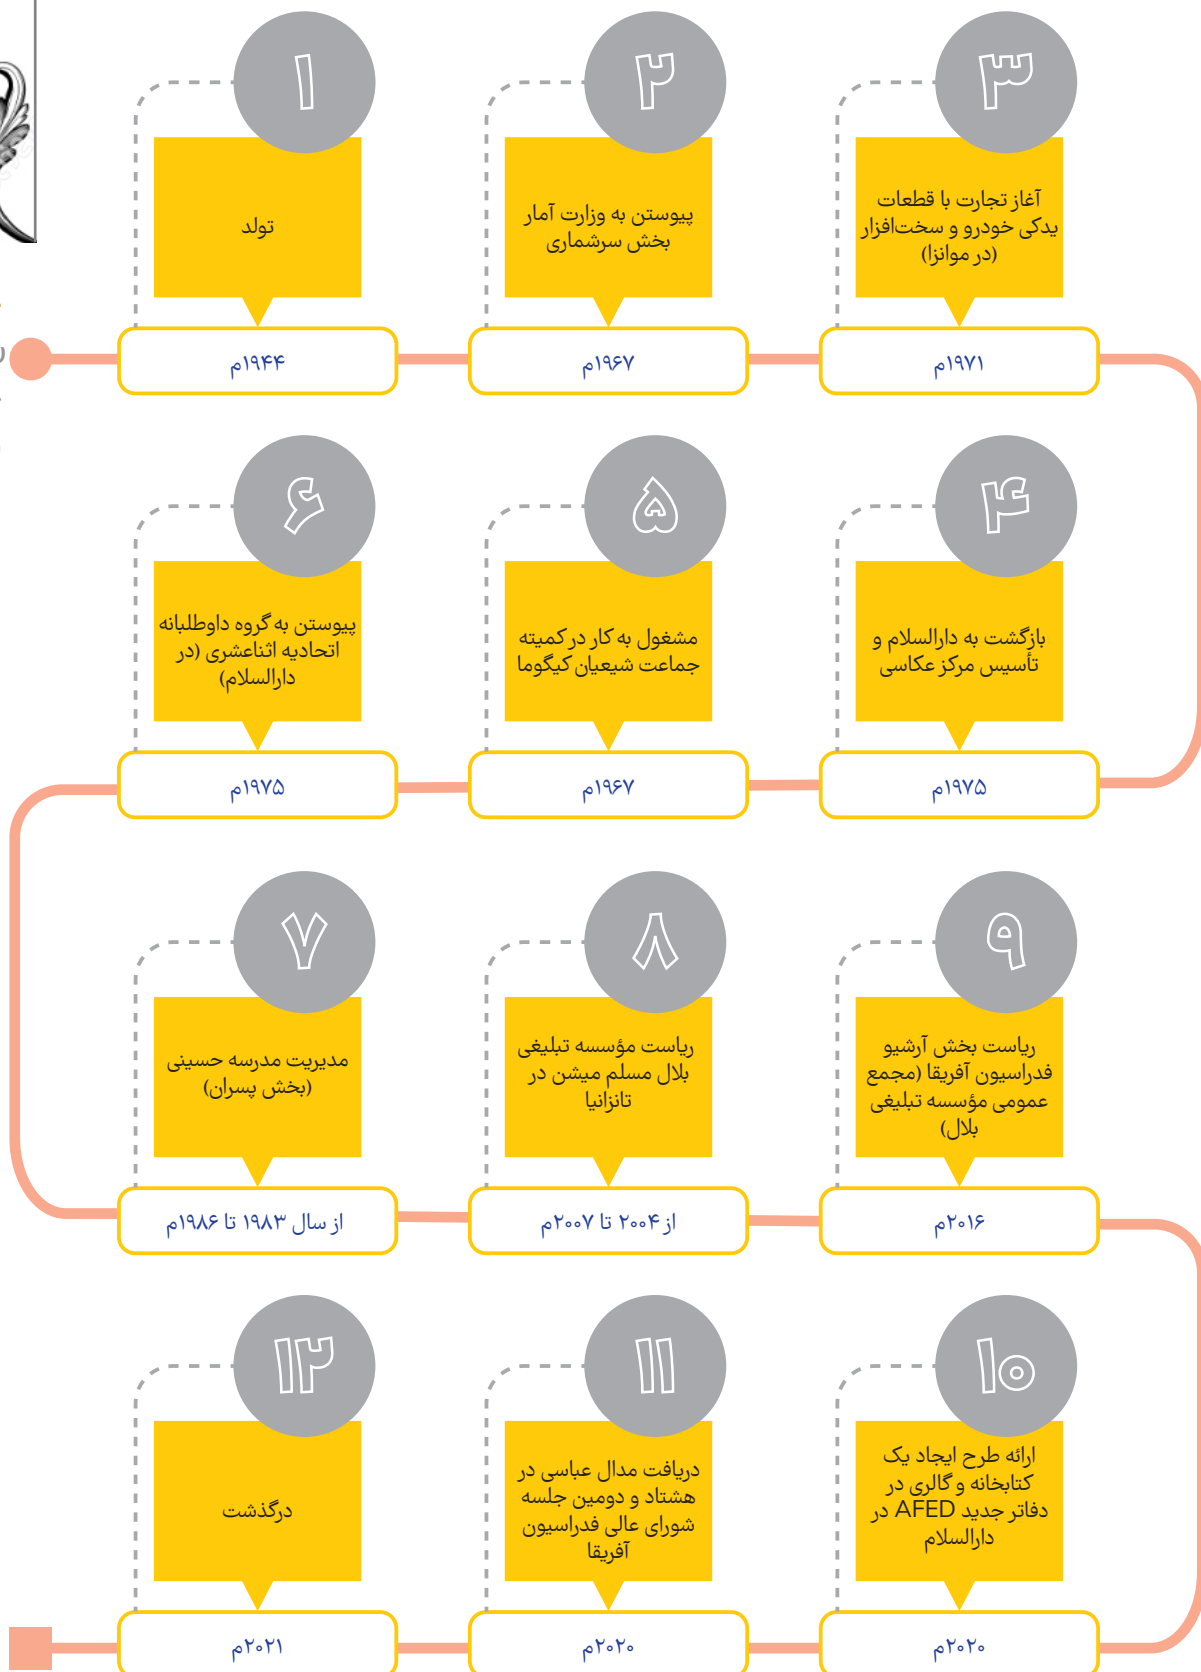 ۱
تولد
۱۹۴۴م
۲
پیوستن به وزارت آمار
بخش سرشماری
۱۹۶۷م
۳
آغاز تجارت با قطعات
یدکی خودرو و سخت‌افزار
(در موانزا)
۱۹۷۱م
۴
بازگشت به دارالسلام و
تأسیس مرکز عکاسی
۱۹۷۵م
۵
مشغول به کار در کمیته
جماعت شیعیان کیگوما
۱۹۶۷م
۶
پیوستن به گروه داوطلبانه
اتحادیه اثناعشری (در
دارالسلام)
۱۹۷۵م
۷
مدیریت مدرسه حسینی
(بخش پسران)
از سال ۱۹۸۳ تا ۱۹۸۶م
۸
ریاست مؤسسه تبلیغی
بلال مسلم میشن در
تانزانیا
از ۲۰۰۴ تا ۲۰۰۷م
۹
ریاست بخش آرشیو
فدراسیون آفریقا (مجمع
عمومی مؤسسه تبلیغی
بلال)
۲۰۱۶م
۱۰
ارائه طرح ایجاد یک
کتابخانه و گالری در
دفاتر جدید AFED در
دارالسلام
۲۰۲۰م
۱۱
دریافت مدال عباسی در
هشتاد و دومین جلسه
شورای عالی فدراسیون
آفریقا
۲۰۲۰م
۱۲
درگذشت
۲۰۲۱م